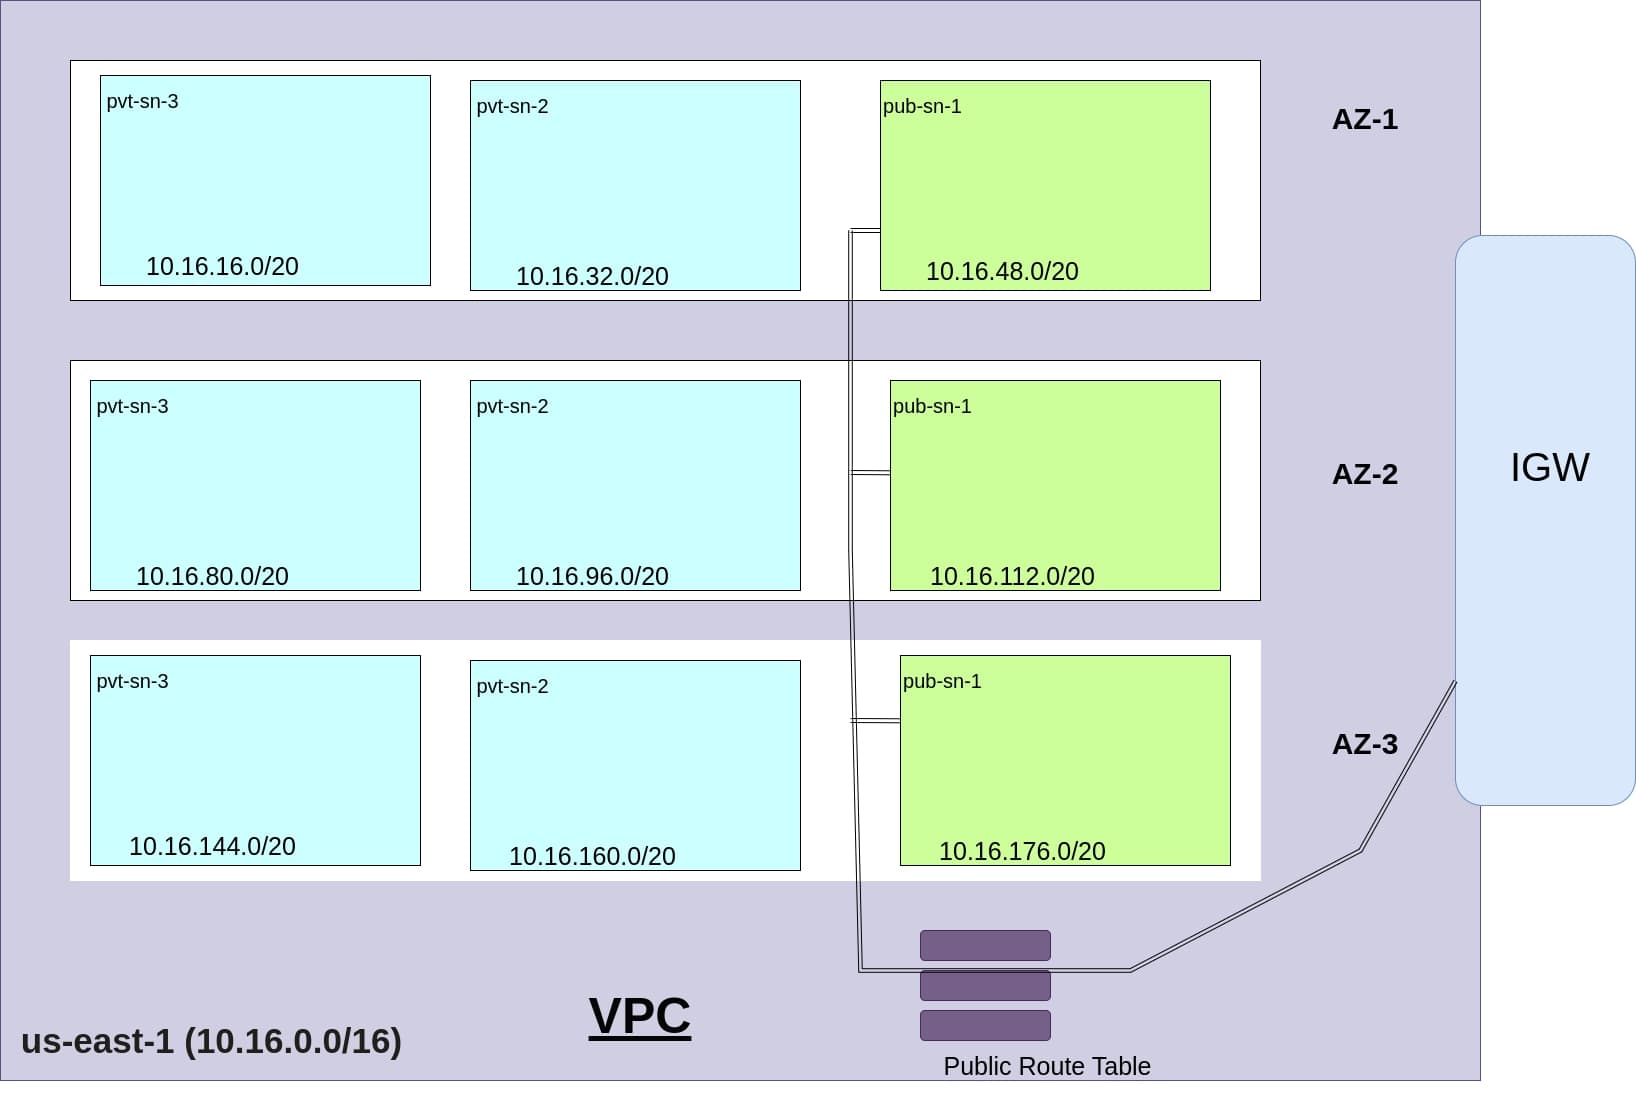 pvt-sn-3
10.16.16.0/20
pvt-sn-2
10.16.32.0/20
pub-sn-1
10.16.48.0/20
AZ-1
pvt-sn-3
10.16.80.0/20
pvt-sn-2
10.16.96.0/20
pub-sn-1
10.16.112.0/20
AZ-2
IGW
pvt-sn-3
10.16.144.0/20
pvt-sn-2
10.16.160.0/20
pub-sn-1
10.16.176.0/20
AZ-3
VPC
us-east-1 (10.16.0.0/16)
Public Route Table